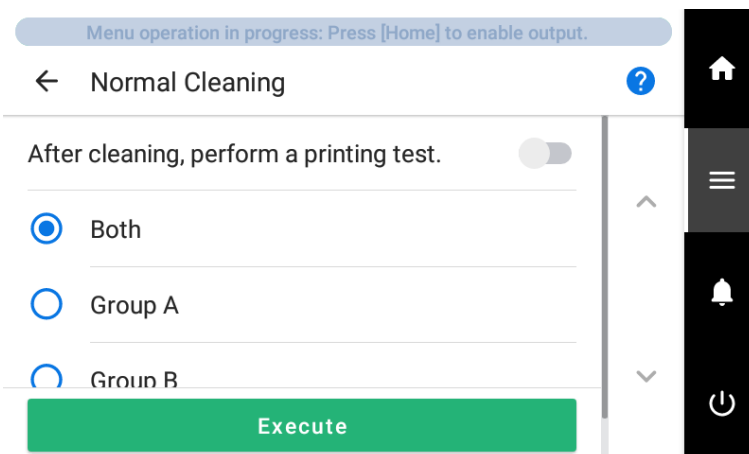 Menu operation in progress: Press [Home] to enable output.
Normal Cleaning
?
After cleaning, perform a printing test.
Both
Group A
Group B
Execute